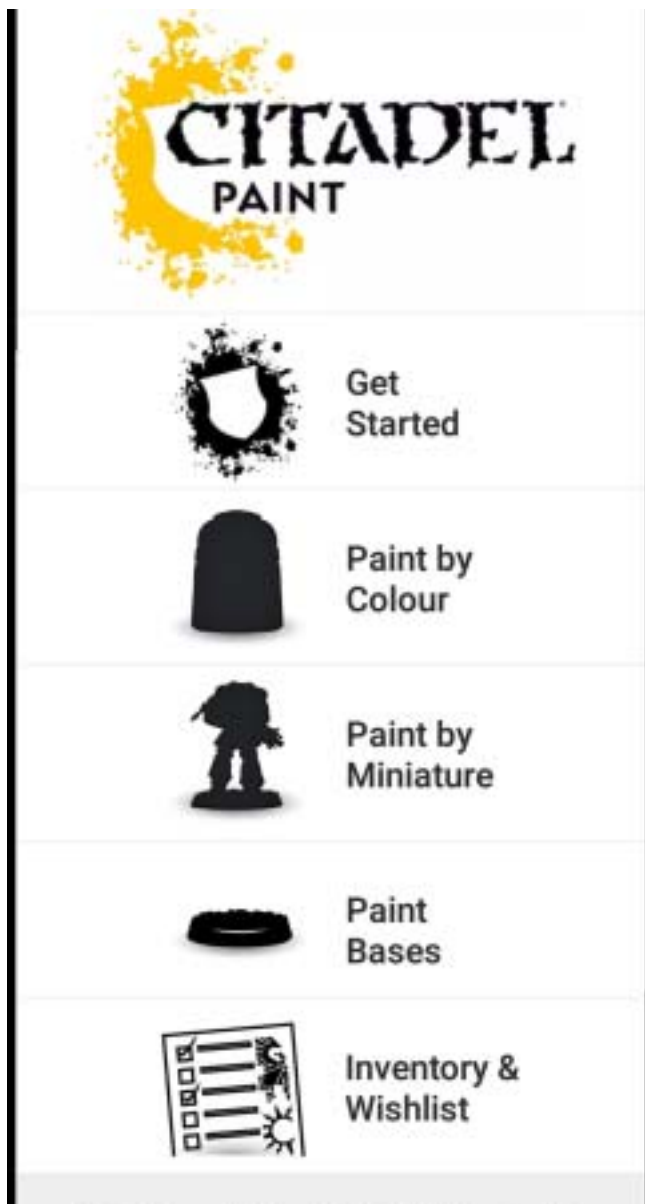 CITADEL
PAINT
Get
Started
Paint by
Colour
Paint by
Miniature
Paint
Bases
Inventory &
Wishlist